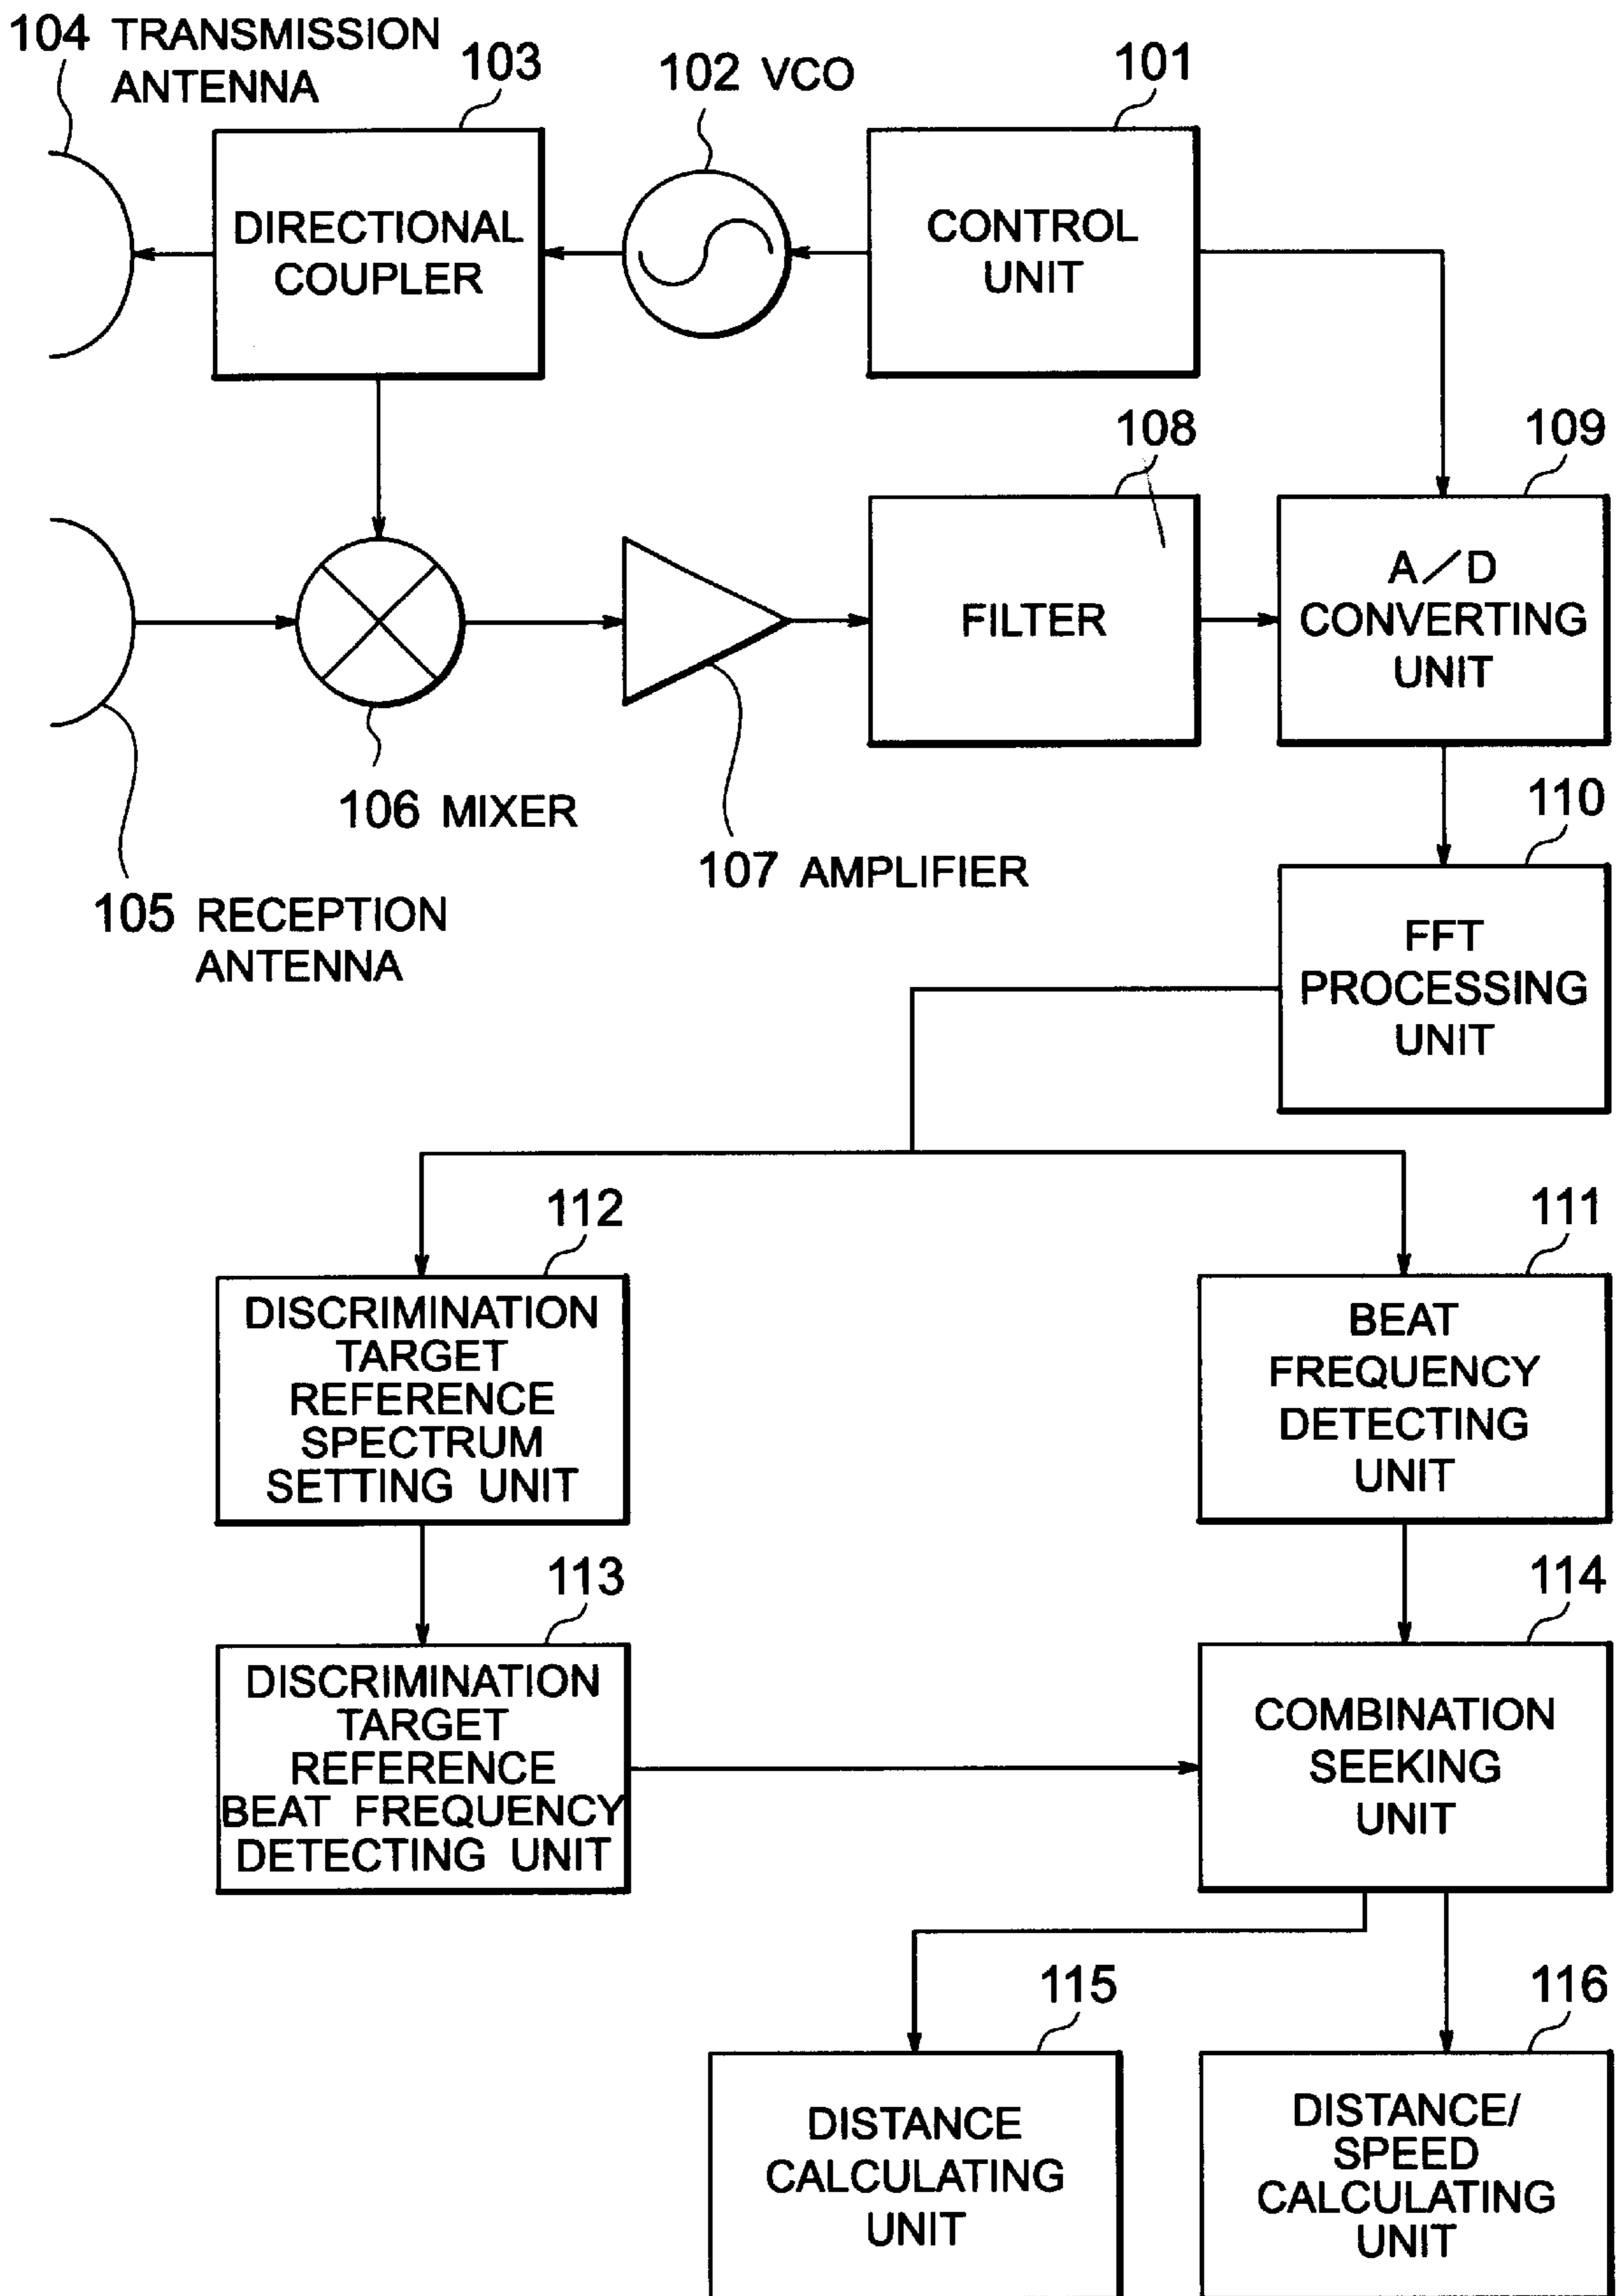 104 TRANSMISSION
ANTENNA
103
102 VCO
101
DIRECTIONAL
COUPLER
CONTROL
UNIT
108
109
FILTER
A/D
CONVERTING
UNIT
106 MIXER
107 AMPLIFIER
105 RECEPTION
ANTENNA
110
FFT
PROCESSING
UNIT
112
111
DISCRIMINATION
TARGET
REFERENCE
SPECTRUM
SETTING UNIT
BEAT
FREQUENCY
DETECTING
UNIT
113
114
DISCRIMINATION
TARGET
REFERENCE
BEAT FREQUENCY
DETECTING UNIT
COMBINATION
SEEKING
UNIT
115
116
DISTANCE
CALCULATING
UNIT
DISTANCE/
SPEED
CALCULATING
UNIT